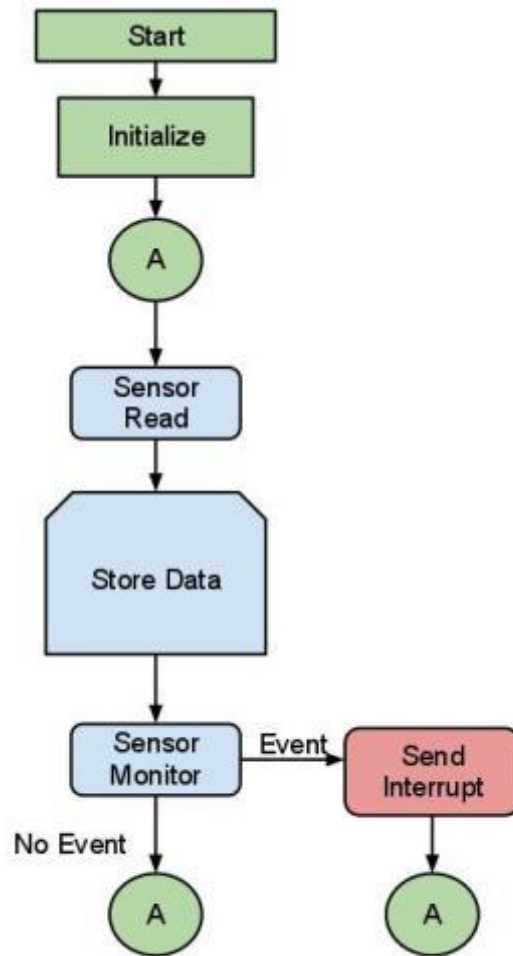 Start
Initialize
A
Sensor
Read
Store Data
Sensor
Monitor
Event
Send
Interrupt
No Event
A
A